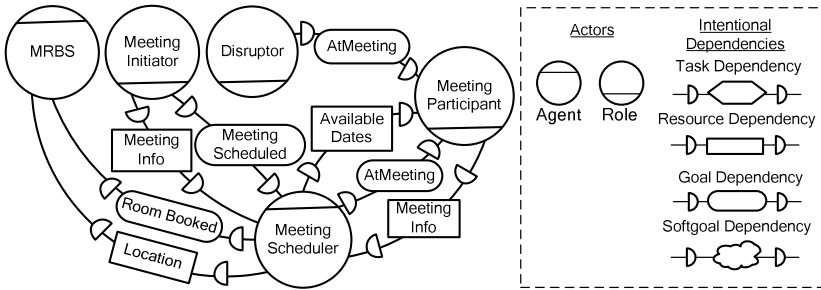 MRBS
Meeting
Initiator
Disruptor
AtMeeting
Meeting
Participant
Meeting
Info
Meeting
Scheduled
Available
Dates
AtMeeting
Meeting
Info
Room Booked
Location
Meeting
Scheduler
Actors
Agent
Role
Intentional
Dependencies
Task Dependency
Resource Dependency
Goal Dependency
Softgoal Dependency